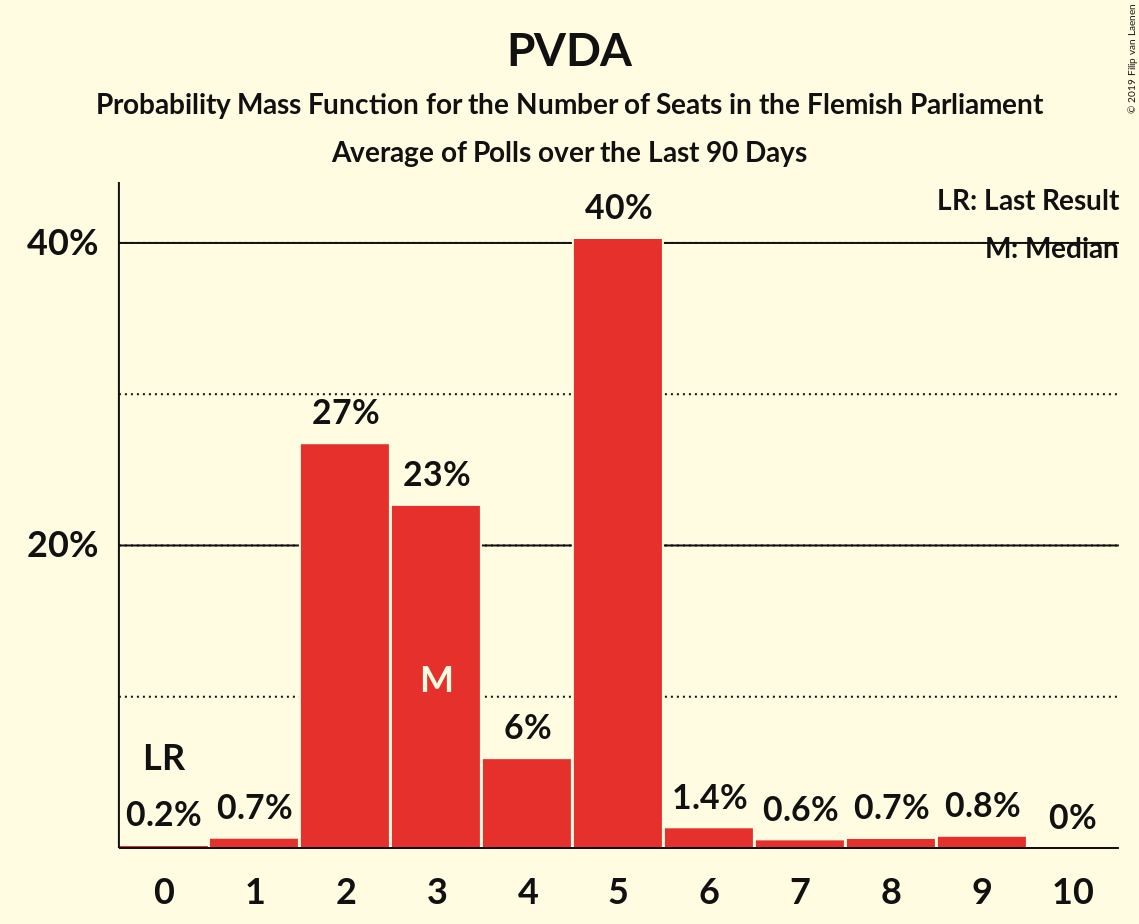 PVDA
Probability Mass Function for the Number of Seats in the Flemish Parliament
Average of Polls over the Last 90 Days
© 2019 Filip van Laenen
LR: Last Result
M: Median
40%
20%
40%
27%
23%
M
6%
LR
0.2%
0.7%
1.4%
0.6%
0.7%
0.8%
0%
0 1 2 3 4 5 6 7 8 9 10